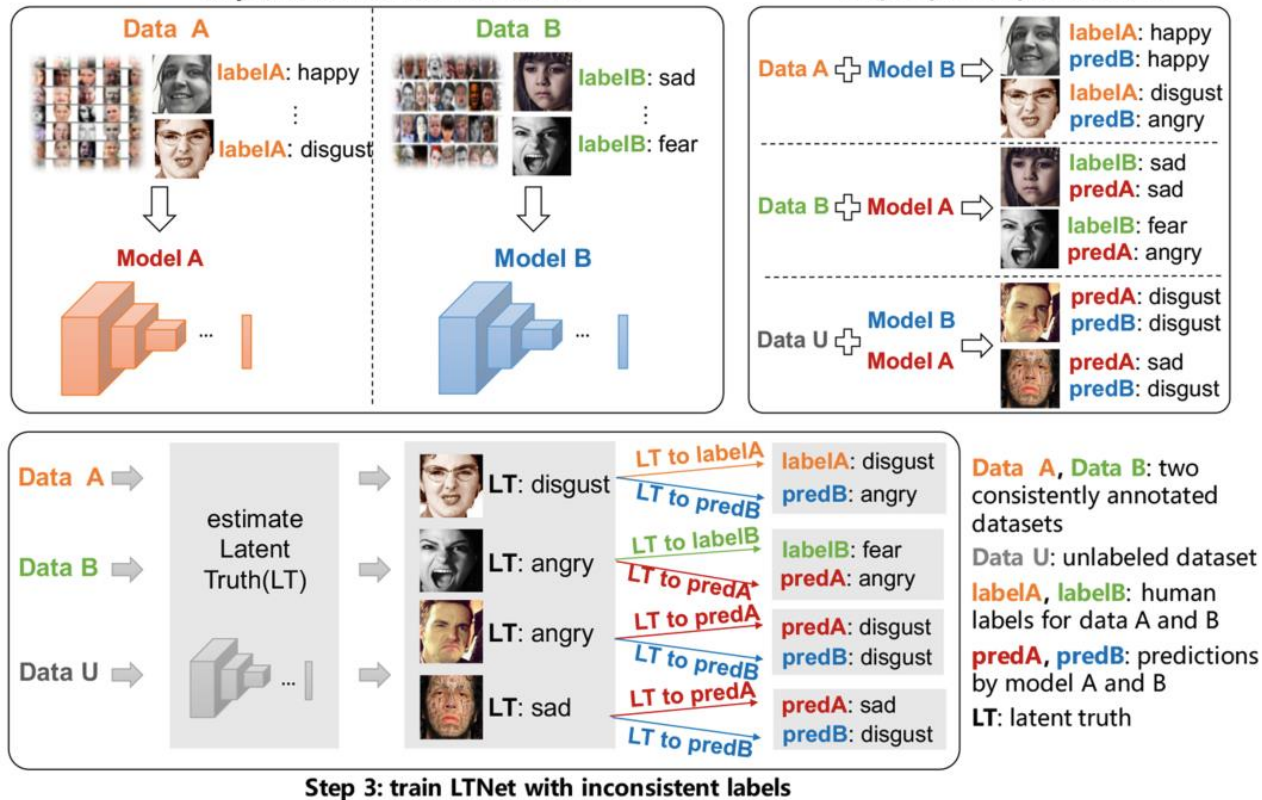 Data A
Data B
labelA: happy
⋮
labelA: disgust
labelB: sad
⋮
labelB: fear
Model A
Model B
...
...
Data A + Model B
labelA: happy
predB: happy
labelA: disgust
predB: angry
Data B + Model A
labelB: sad
predA: sad
labelB: fear
predA: angry
Data U +
Model B
Model A
predA: disgust
predB: disgust
predA: sad
predB: disgust
Data A
Data B
Data U
estimate
Latent
Truth(LT)
...
LT: disgust
LT: angry
LT: angry
LT: sad
LT to labelA
LT to predB
LT to labelB
LT to predA
LT to predA
LT to predB
LT to predA
LT to predB
labelA: disgust
predB: angry
labelB: fear
predA: angry
predA: disgust
predB: disgust
predA: sad
predB: disgust
Data A, Data B: two
consistently annotated
datasets
Data U: unlabeled dataset
labelA, labelB: human
labels for data A and B
predA, predB: predictions
by model A and B
LT: latent truth
Step 3: train LTNet with inconsistent labels